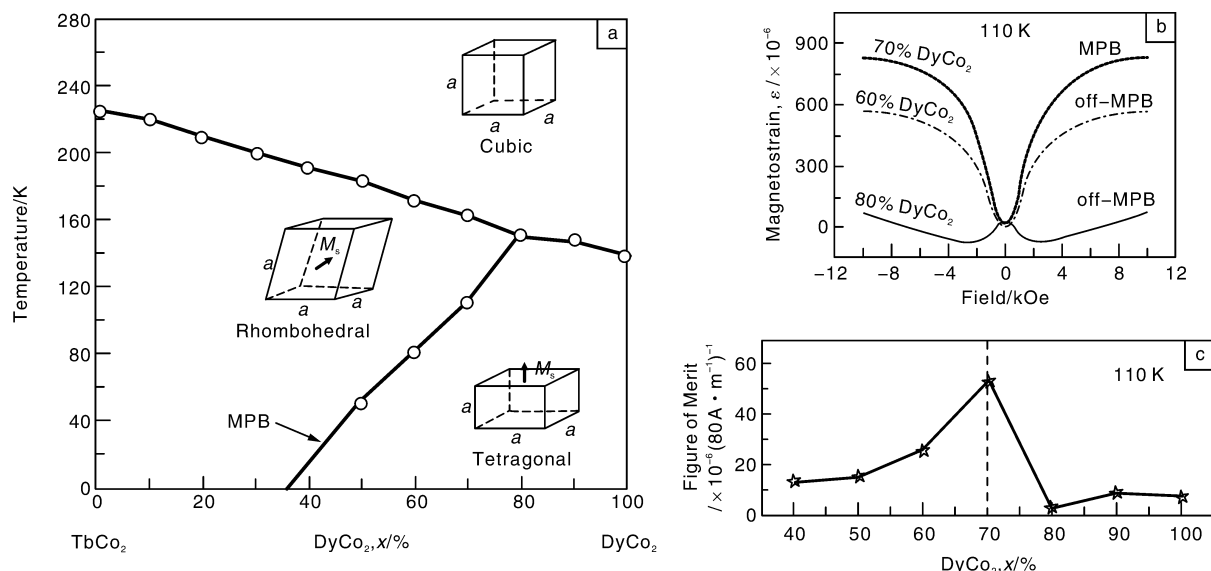 a
280
240
200
160
120
80
40
0
Temperature/K
a
a
a
Cubic
Mₛ
a
a
a
Rhombohedral
Mₛ
a
a
a
Tetragonal
MPB
0
20
40
60
80
100
TbCo₂
DyCo₂,x/%
DyCo₂
b
110 K
900
600
300
0
Magnetostrain, ε/×10⁻⁶
70% DyCo₂
MPB
60% DyCo₂
off−MPB
80% DyCo₂
off−MPB
−12
−8
−4
0
4
8
12
Field/kOe
c
110 K
60
40
20
0
Figure of Merit
/×10⁻⁶(80A·m⁻¹)⁻¹
40
50
60
70
80
90
100
DyCo₂,x/%